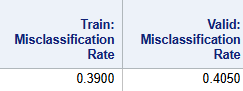 Train:
Misclassification
Rate
Valid:
Misclassification
Rate
0.3900
0.4050